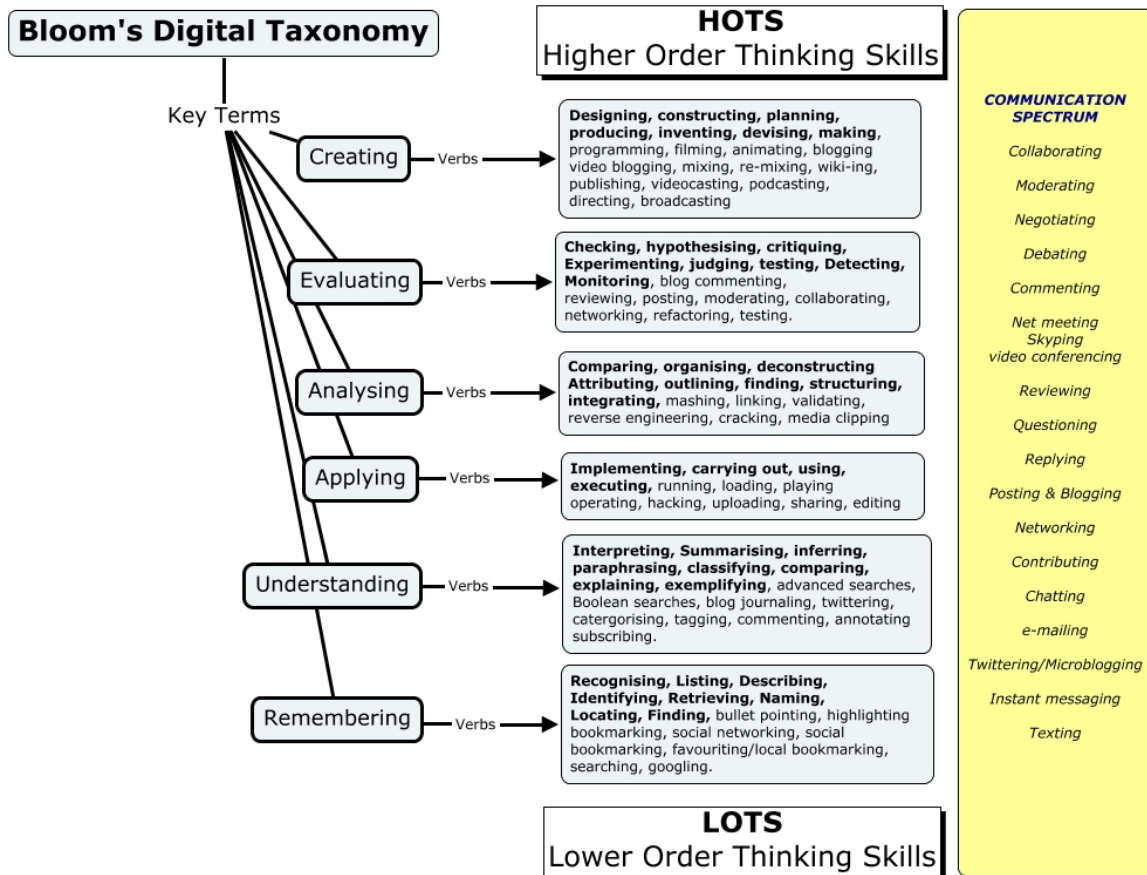 Bloom's Digital Taxonomy
Key Terms
HOTS
Higher Order Thinking Skills
Creating
Verbs
Designing, constructing, planning,
producing, inventing, devising, making,
programming, filming, animating, blogging
video blogging, mixing, re-mixing, wiki-ing,
publishing, videocasting, podcasting,
directing, broadcasting
Evaluating
Verbs
Checking, hypothesising, critiquing,
Experimenting, judging, testing, Detecting,
Monitoring, blog commenting,
reviewing, posting, moderating, collaborating,
networking, refactoring, testing.
Analysing
Verbs
Comparing, organising, deconstructing
Attributing, outlining, finding, structuring,
integrating, mashing, linking, validating,
reverse engineering, cracking, media clipping
Applying
Verbs
Implementing, carrying out, using,
executing, running, loading, playing
operating, hacking, uploading, sharing, editing
Understanding
Verbs
Interpreting, Summarising, inferring,
paraphrasing, classifying, comparing,
explaining, exemplifying, advanced searches,
Boolean searches, blog journaling, twittering,
catergorising, tagging, commenting, annotating
subscribing.
Remembering
Verbs
Recognising, Listing, Describing,
Identifying, Retrieving, Naming,
Locating, Finding, bullet pointing, highlighting
bookmarking, social networking, social
bookmarking, favouriting/local bookmarking,
searching, googling.
LOTS
Lower Order Thinking Skills
COMMUNICATION
SPECTRUM
Collaborating
Moderating
Negotiating
Debating
Commenting
Net meeting
Skyping
video conferencing
Reviewing
Questioning
Replying
Posting & Blogging
Networking
Contributing
Chatting
e-mailing
Twittering/Microblogging
Instant messaging
Texting